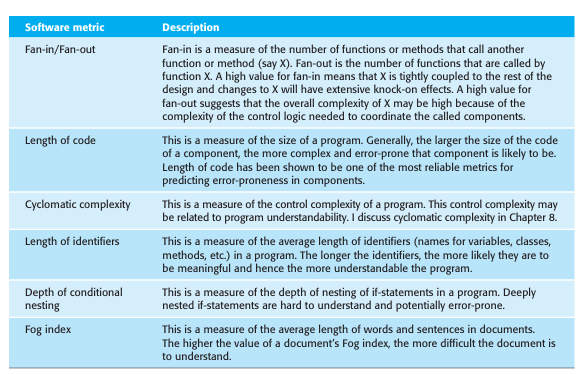 Software metric Description
Fan-in/Fan-out Fan-in is a measure of the number of functions or methods that call another
function or method (say X). Fan-out is the number of functions that are called by
function X. A high value for fan-in means that X is tightly coupled to the rest of the
design and changes to X will have extensive knock-on effects. A high value for
fan-out suggests that the overall complexity of X may be high because of the
complexity of the control logic needed to coordinate the called components.
Length of code This is a measure of the size of a program. Generally, the larger the size of the code
of a component, the more complex and error-prone that component is likely to be.
Length of code has been shown to be one of the most reliable metrics for
predicting error-proneness in components.
Cyclomatic complexity This is a measure of the control complexity of a program. This control complexity may
be related to program understandability. I discuss cyclomatic complexity in Chapter 8.
Length of identifiers This is a measure of the average length of identifiers (names for variables, classes,
methods, etc.) in a program. The longer the identifiers, the more likely they are to
be meaningful and hence the more understandable the program.
Depth of conditional This is a measure of the depth of nesting of if-statements in a program. Deeply
nesting nested if-statements are hard to understand and potentially error-prone.
Fog index This is a measure of the average length of words and sentences in documents.
The higher the value of a document's Fog index, the more difficult the document is
to understand.